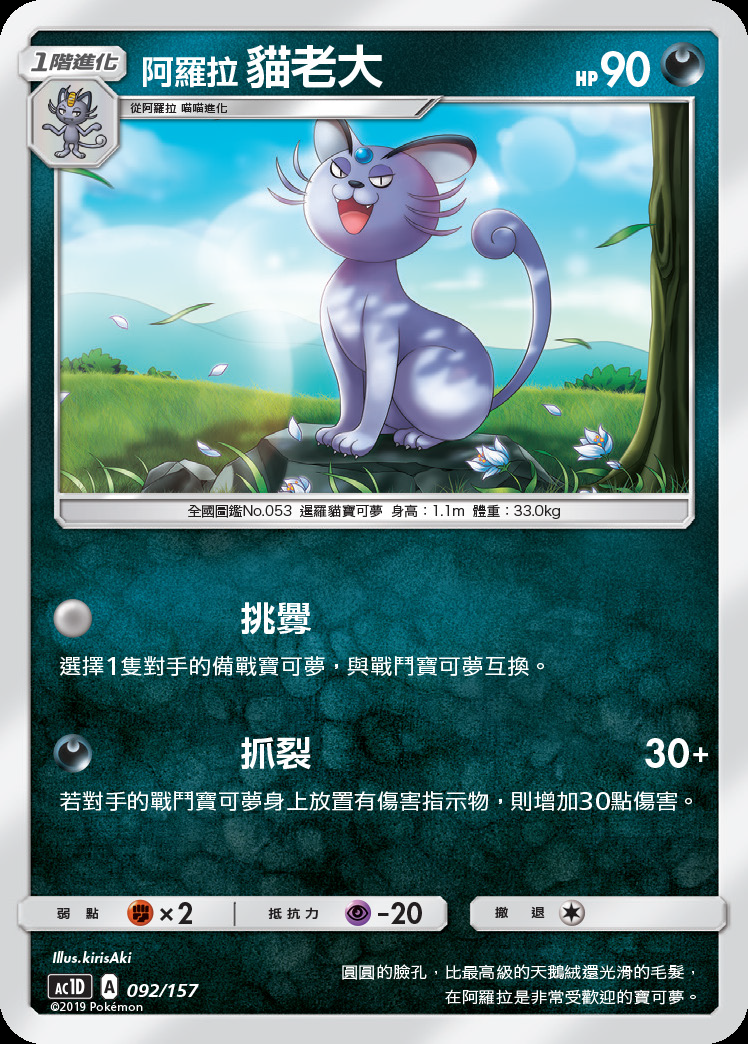 1階進化
阿羅拉 貓老大
HP 90
從阿羅拉 喵喵進化
全國圖鑑No.053 暹羅貓寶可夢 身高：1.1m 體重：33.0kg
挑釁
選擇1隻對手的備戰寶可夢，與戰鬥寶可夢互換。
抓裂 30+
若對手的戰鬥寶可夢身上放置有傷害指示物，則增加30點傷害。
弱點 ×2 抵抗力 -20 撤退
Illus.kirisAki
圓圓的臉孔，比最高級的天鵝絨還光滑的毛髮，
在阿羅拉是非常受歡迎的寶可夢。
AC1D A 092/157
©2019 Pokémon